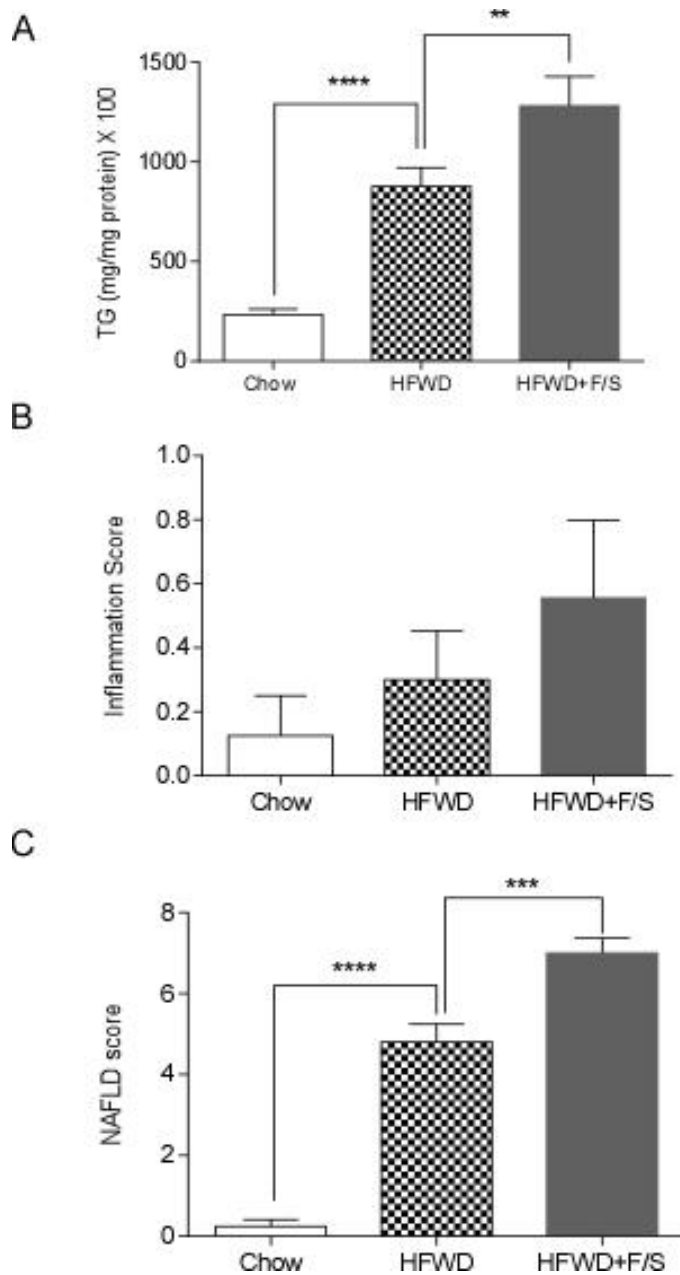 A
**
****
1500
1000
500
0
TG (mg/mg protein) X 100
Chow HFWD HFWD+F/S
B
1.0
0.8
0.6
0.4
0.2
0.0
Inflammation Score
Chow HFWD HFWD+F/S
C
***
****
8
6
4
2
0
NAFLD score
Chow HFWD HFWD+F/S